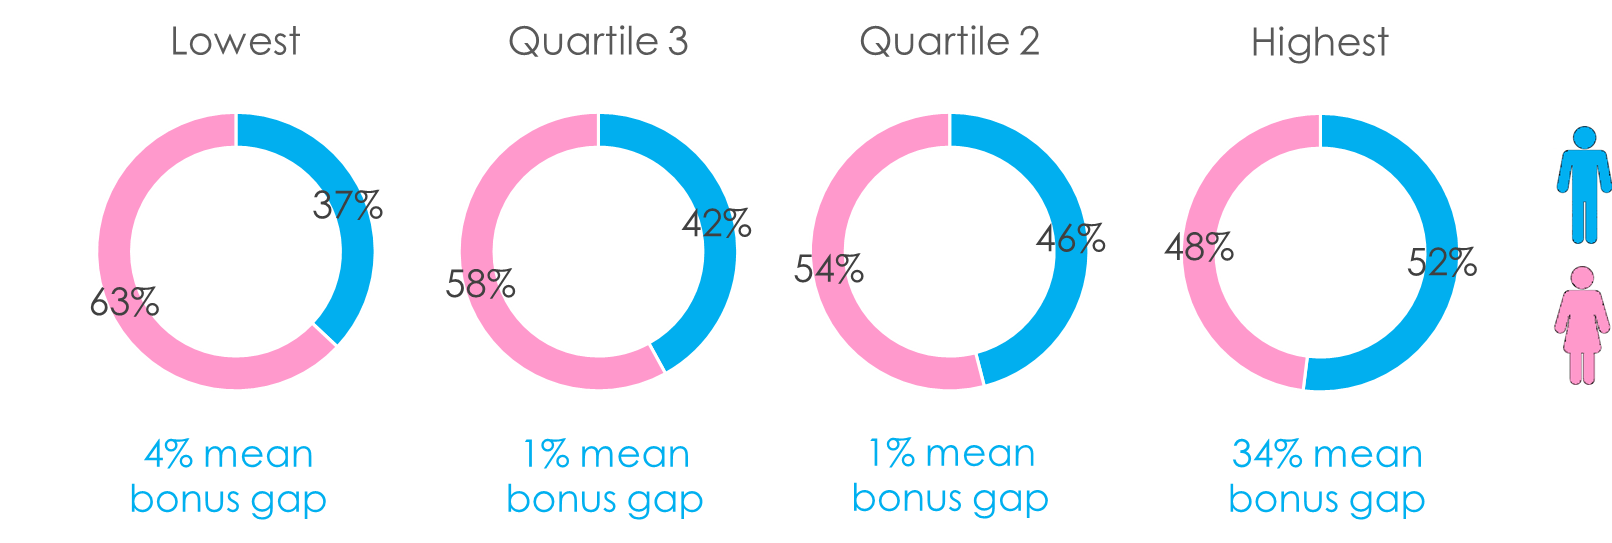 Lowest
Quartile 3
Quartile 2
Highest
37%
63%
42%
58%
46%
54%
48%
52%
4% mean
bonus gap
1% mean
bonus gap
1% mean
bonus gap
34% mean
bonus gap